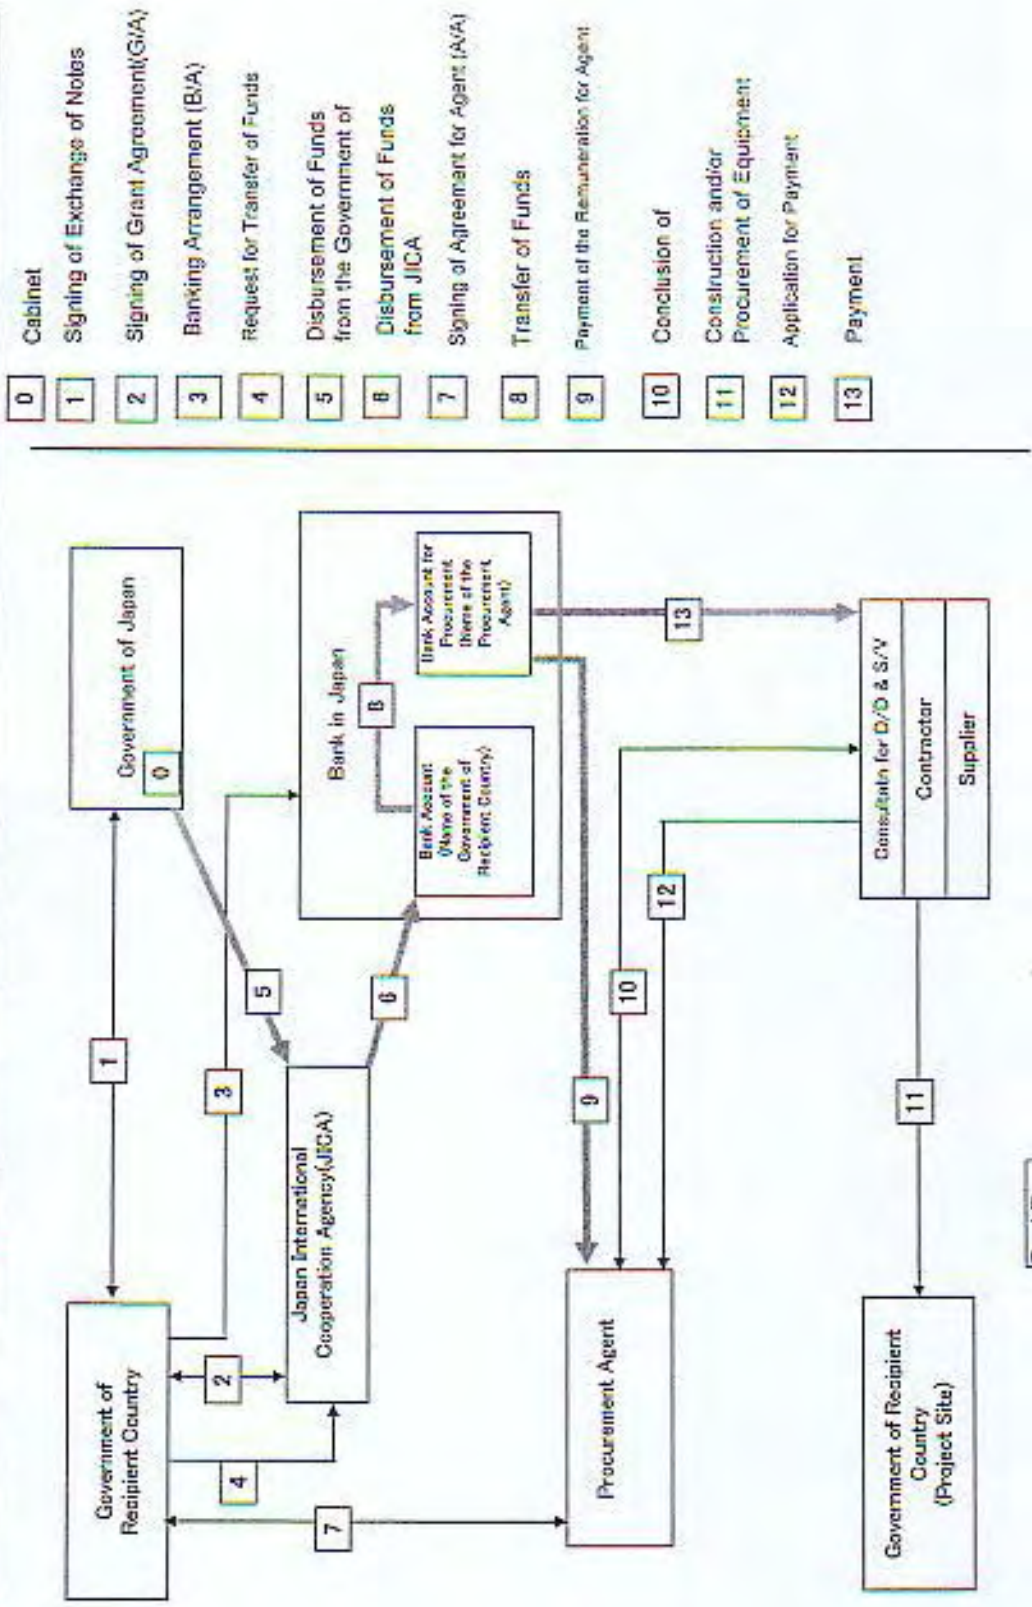 Government of
Recipient Country
1
Government of Japan
0
4
2
3
5
Japan International
Cooperation Agency(JICA)
6
Bank in Japan
Bank Account
(Name of the
Government of
Recipient Country)
8
Bank Account for
Procurement
(Name of the
Procurement
Agent)
7
9
Procurement Agent
10
12
13
Consultatn for D/D & S/V
Contractor
Supplier
11
Government of Recipient
Country
(Project Site)
0 Cabinet
1 Signing of Exchange of Notes
2 Signing of Grant Agreement(G/A)
3 Banking Arrangement (B/A)
4 Request for Transfer of Funds
5 Disbursement of Funds
from the Government of
6 Disbursement of Funds
from JICA
7 Signing of Agreement for Agent (A/A)
8 Transfer of Funds
9 Payment of the Remuneration for Agent
10 Conclusion of
11 Construction and/or
Procurement of Equipment
12 Application for Payment
13 Payment